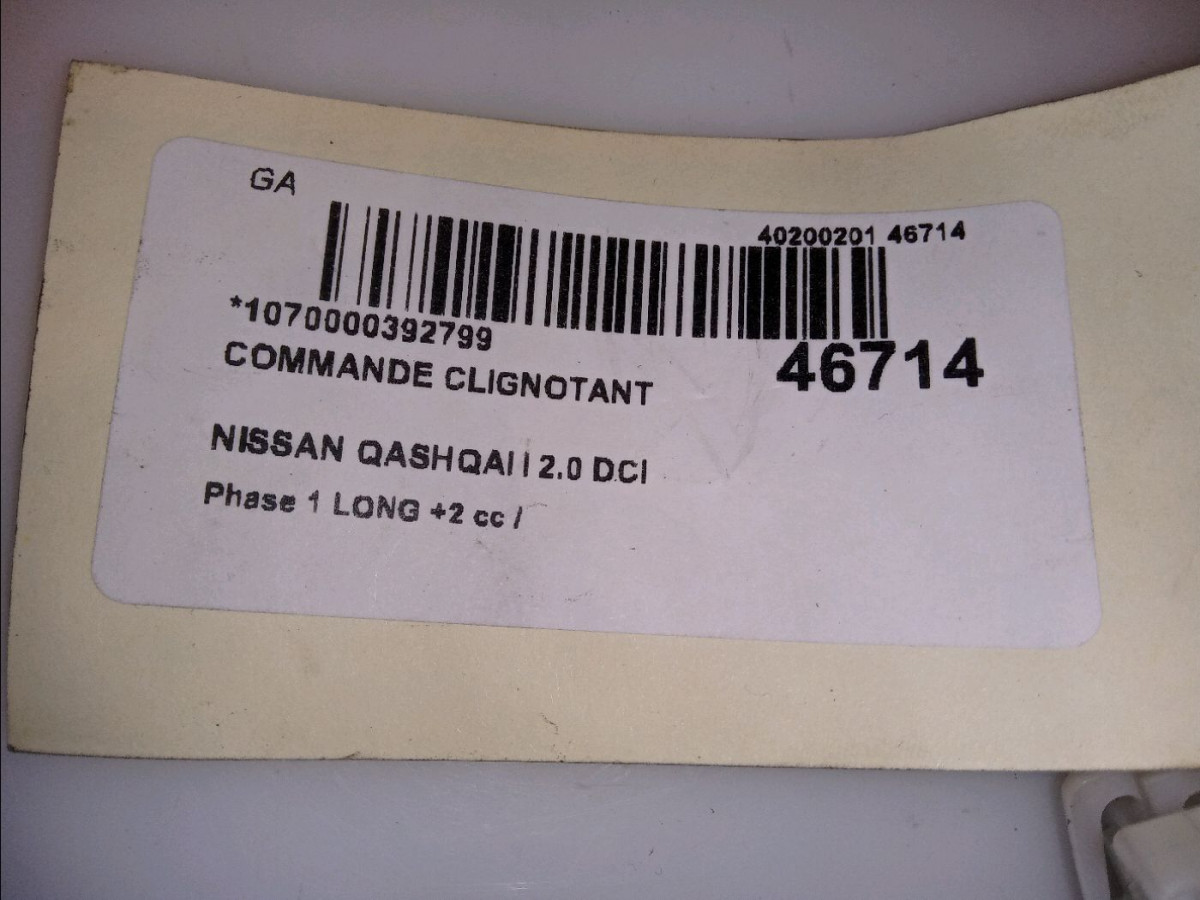 GA
40200201 46714
*1070000392799
46714
COMMANDE CLIGNOTANT
NISSAN QASHQAI I 2.0 DCI
Phase 1 LONG +2 cc /